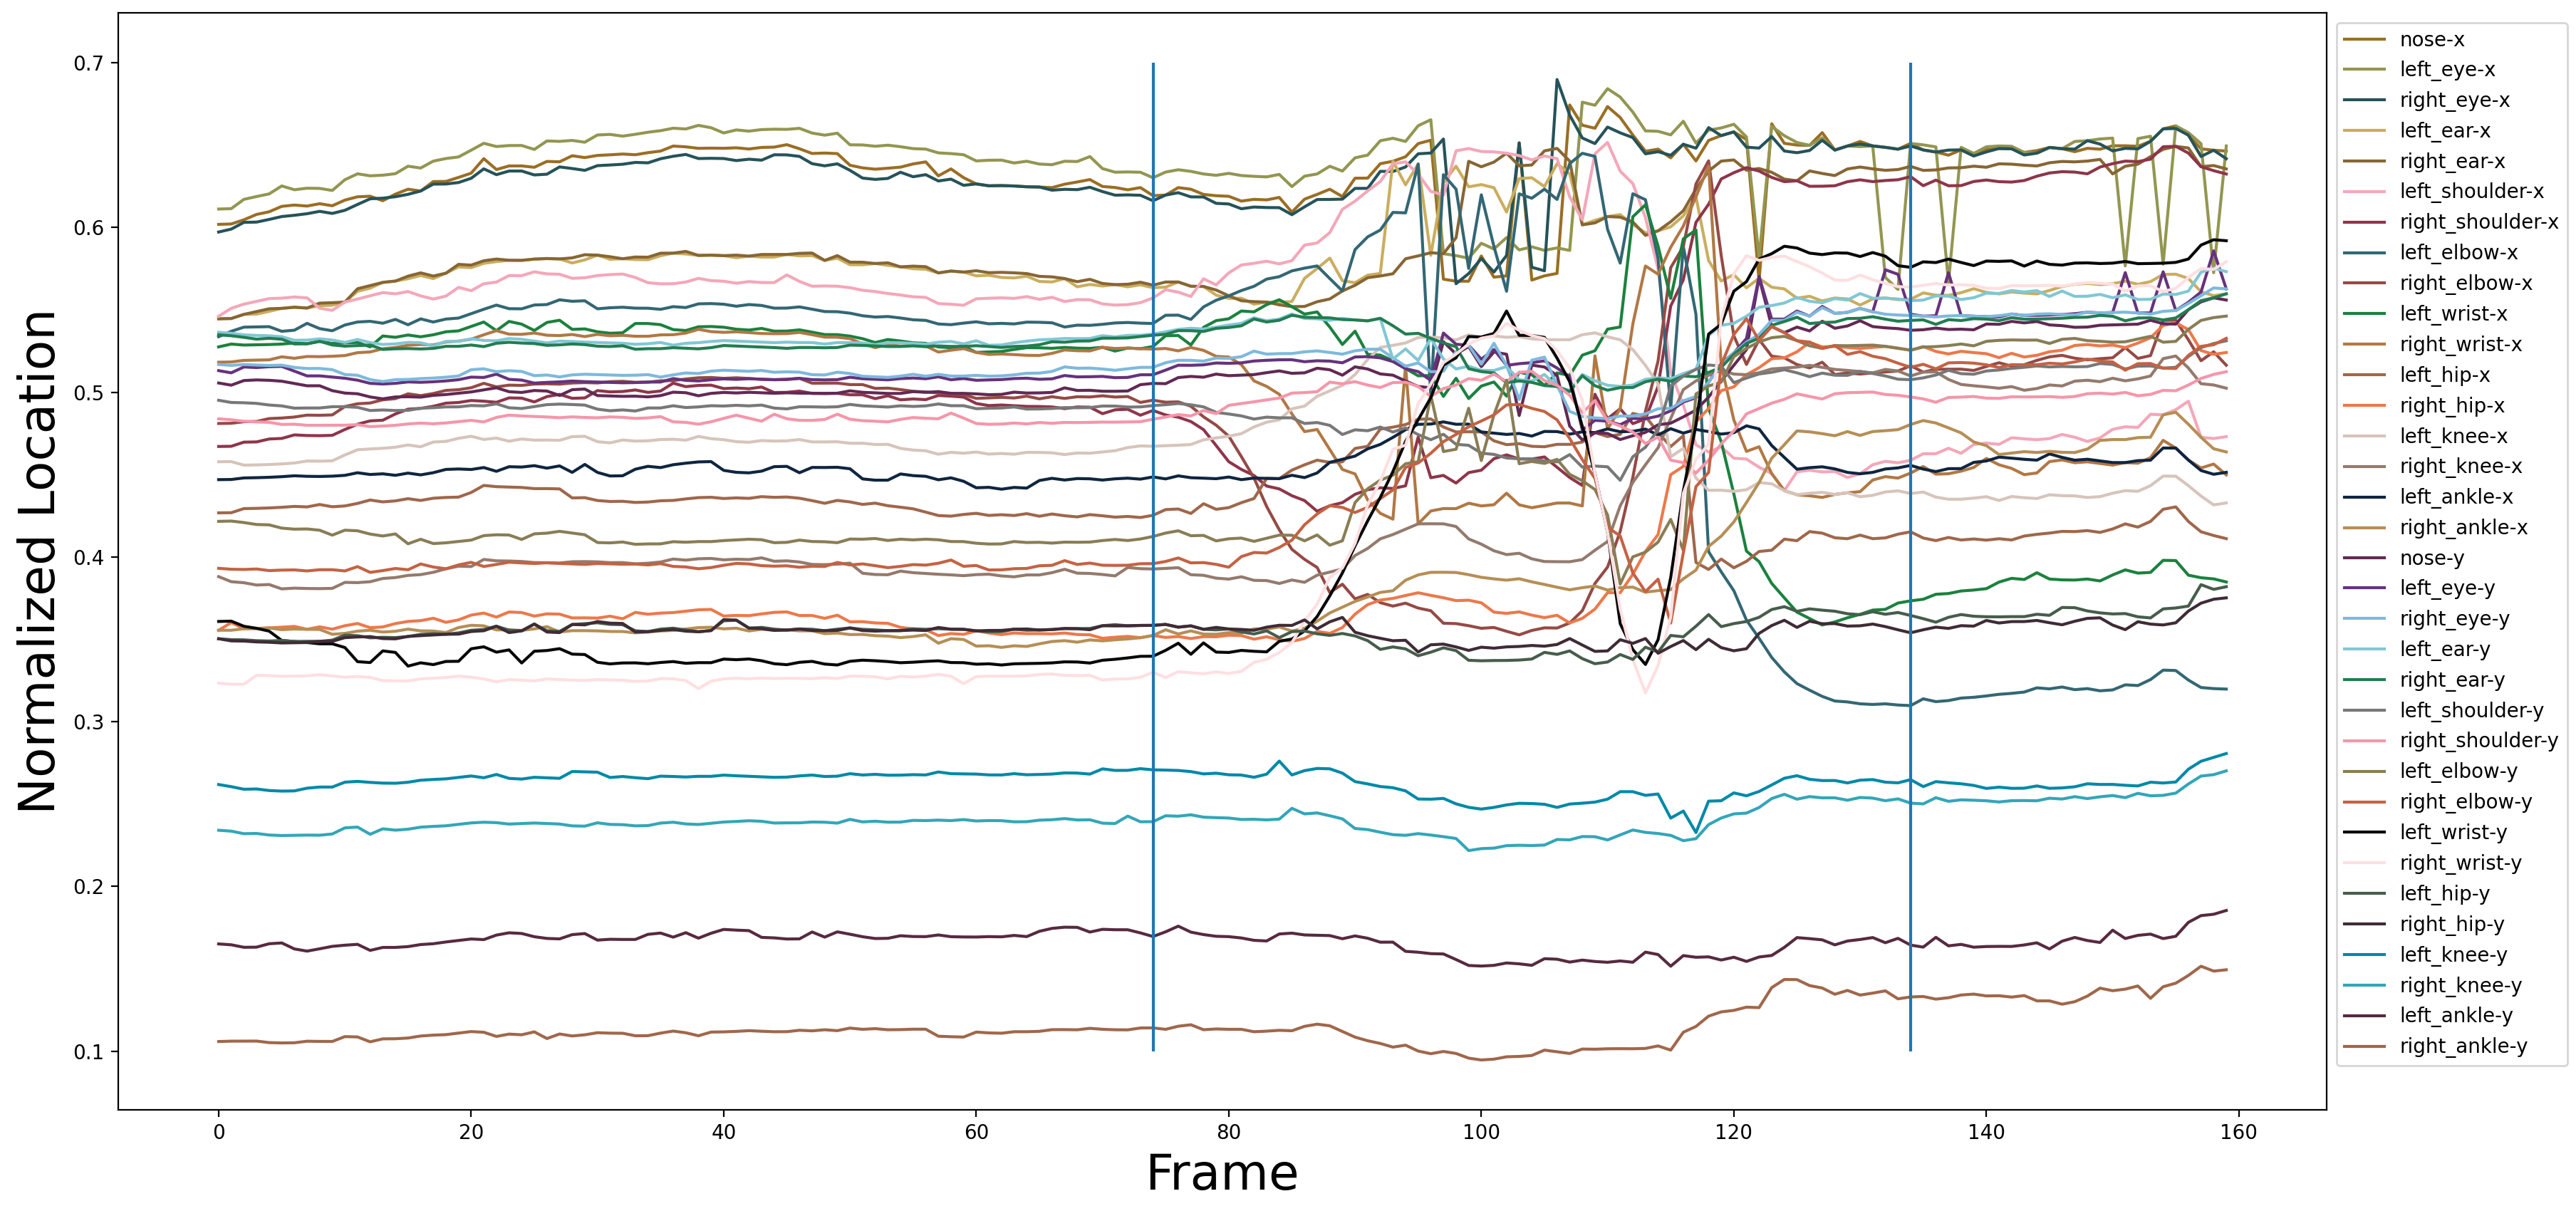 0.7
0.6
0.5
0.4
0.3
0.2
0.1
Normalized Location
0
20
40
60
80
100
120
140
160
Frame
nose-x
left_eye-x
right_eye-x
left_ear-x
right_ear-x
left_shoulder-x
right_shoulder-x
left_elbow-x
right_elbow-x
left_wrist-x
right_wrist-x
left_hip-x
right_hip-x
left_knee-x
right_knee-x
left_ankle-x
right_ankle-x
nose-y
left_eye-y
right_eye-y
left_ear-y
right_ear-y
left_shoulder-y
right_shoulder-y
left_elbow-y
right_elbow-y
left_wrist-y
right_wrist-y
left_hip-y
right_hip-y
left_knee-y
right_knee-y
left_ankle-y
right_ankle-y